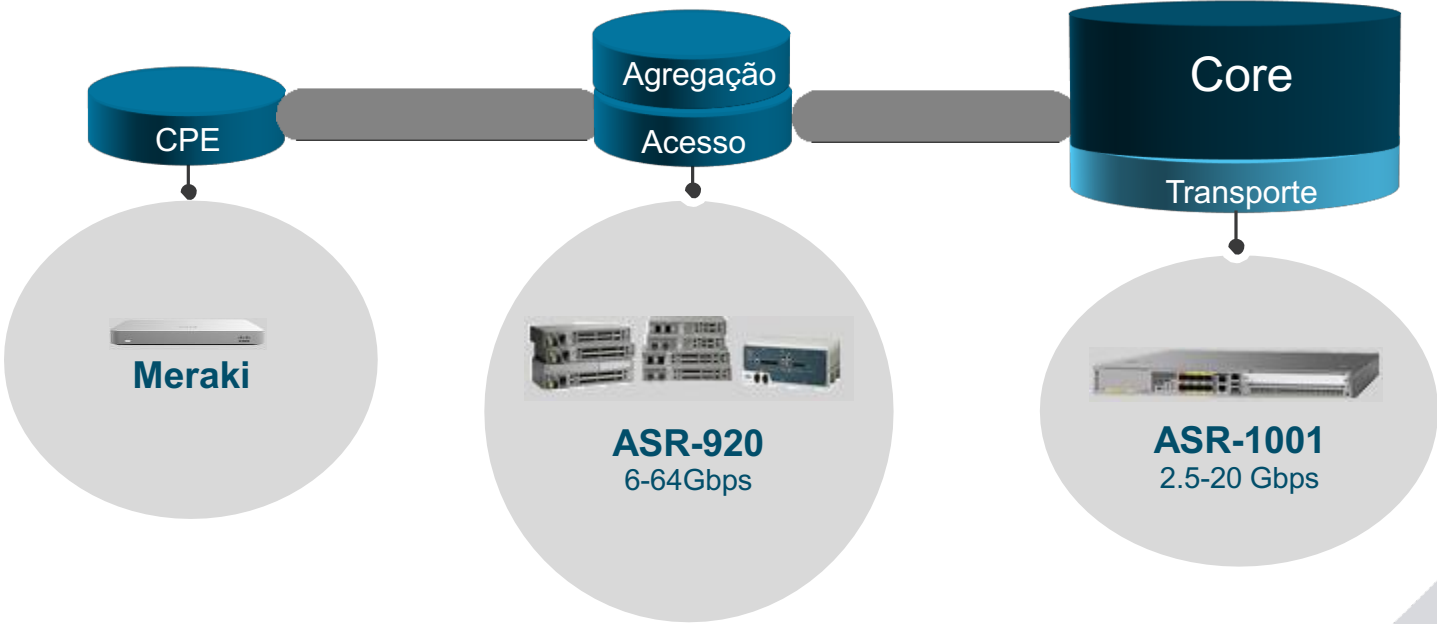 CPE
Agregação
Acesso
Core
Transporte
Meraki
ASR-920
6-64Gbps
ASR-1001
2.5-20 Gbps